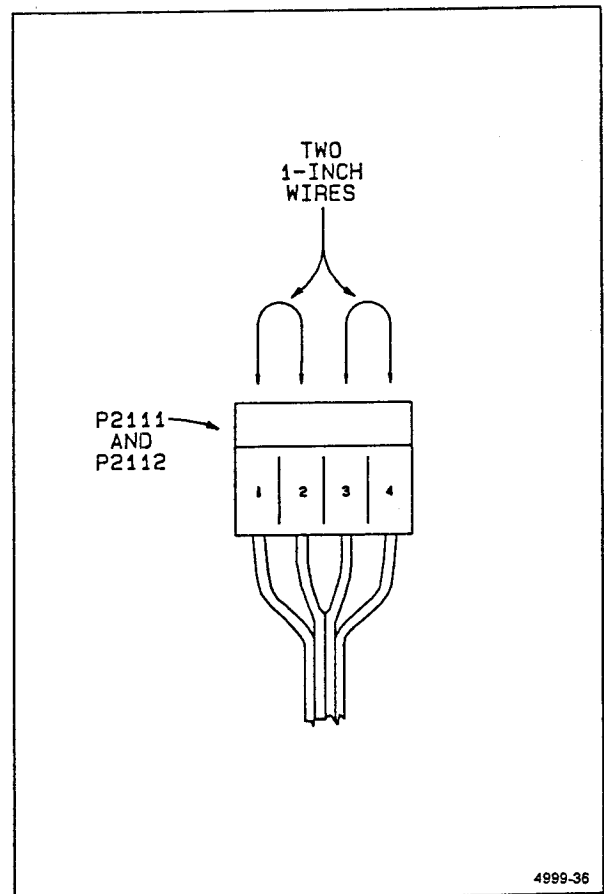 TWO
1-INCH
WIRES
P2111
AND
P2112
1 2 3 4
4999-36